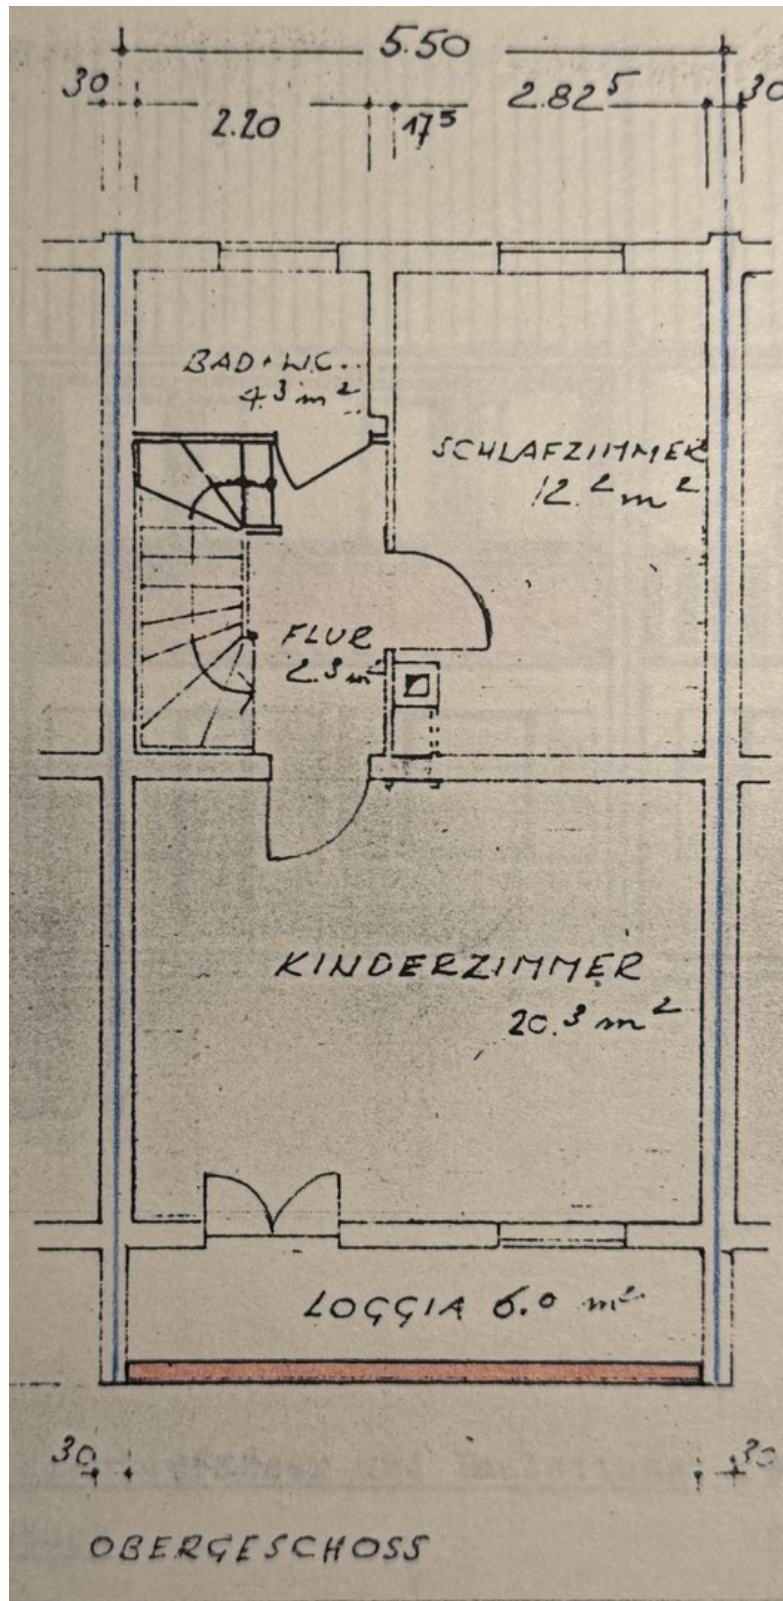 5.50
30 2.20 17⁵ 2.82⁵ 30
BAD + W.C.
4.³ m²
SCHLAFZIMMER
12.² m²
FLUR
2.³ m²
KINDERZIMMER
20.³ m²
LOGGIA 6.⁰ m²
30 30
OBERGESCHOSS